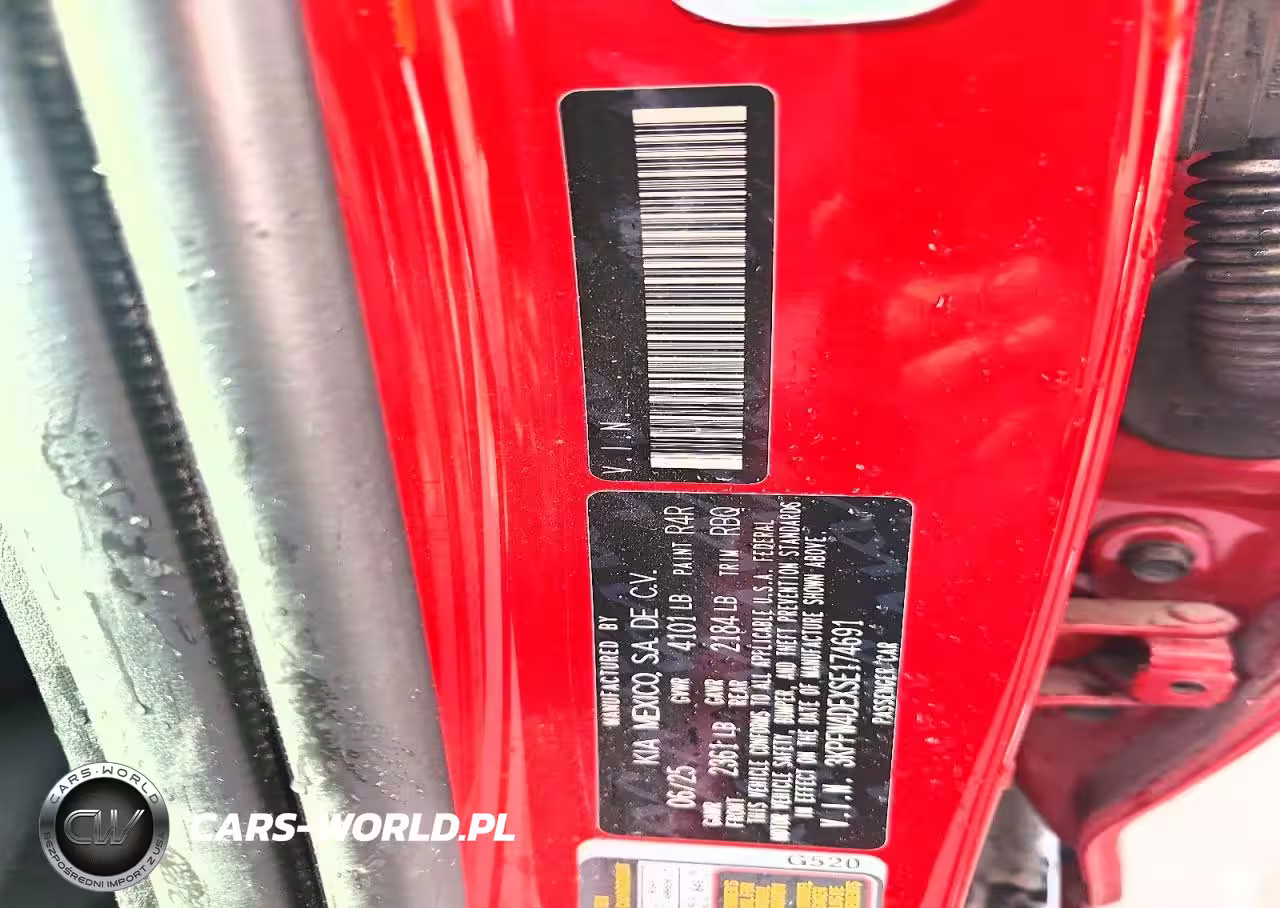 V.I.N.
MANUFACTURED BY
KIA MEXICO, S.A. DE C.V.
06/25 GVWR 4101 LB PAINT R4R
GAWR FRONT 2361 LB GAWR REAR 2184 LB TRIM RBQ
THIS VEHICLE CONFORMS TO ALL APPLICABLE U.S.A. FEDERAL
MOTOR VEHICLE SAFETY, BUMPER, AND THEFT PREVENTION STANDARDS
IN EFFECT ON THE DATE OF MANUFACTURE SHOWN ABOVE.
V.I.N. 3KPFW4DEXSE174691
PASSENGER CAR
G520
CARS-WORLD
CW
BEZPOŚREDNI IMPORT Z USA
CARS-WORLD.PL